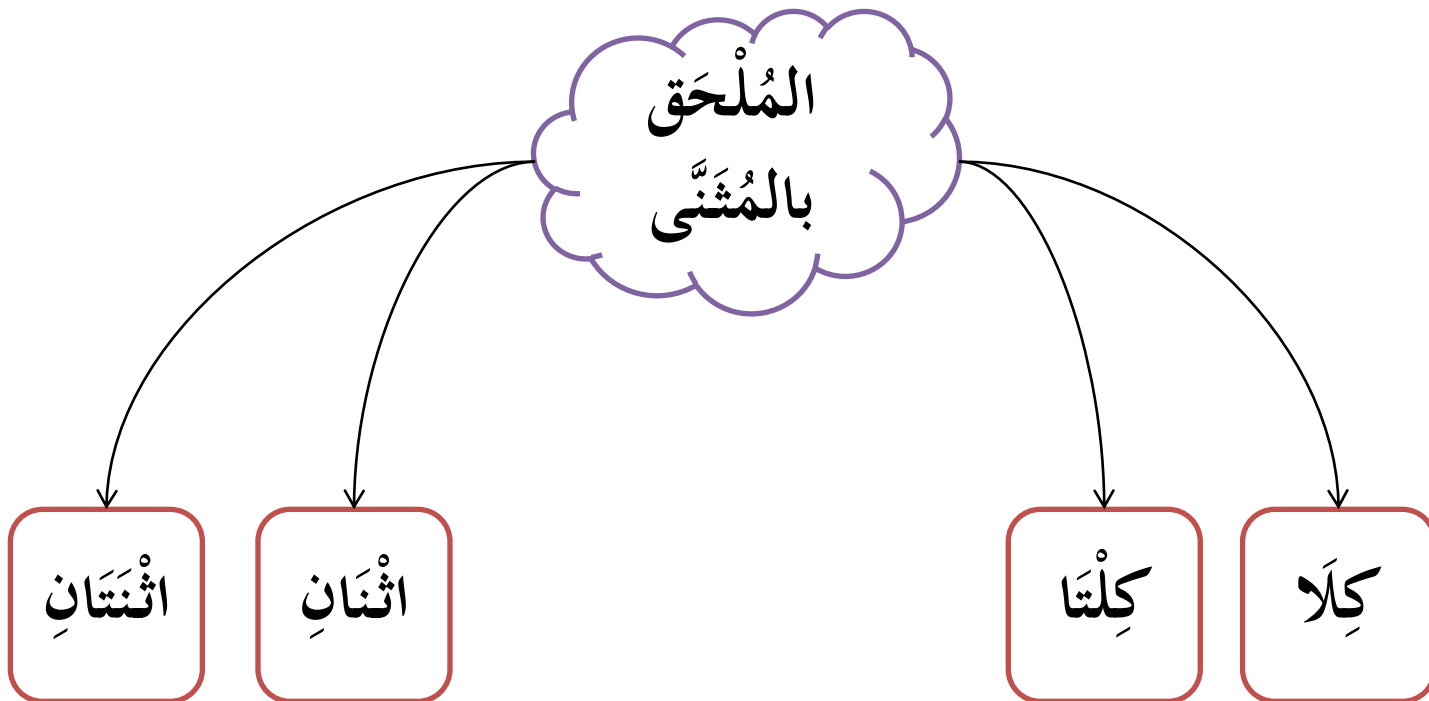 المُلْحَق
بالمُثَنَّى
كِلَا
كِلْتَا
اثْنَانِ
اثْنَتَانِ